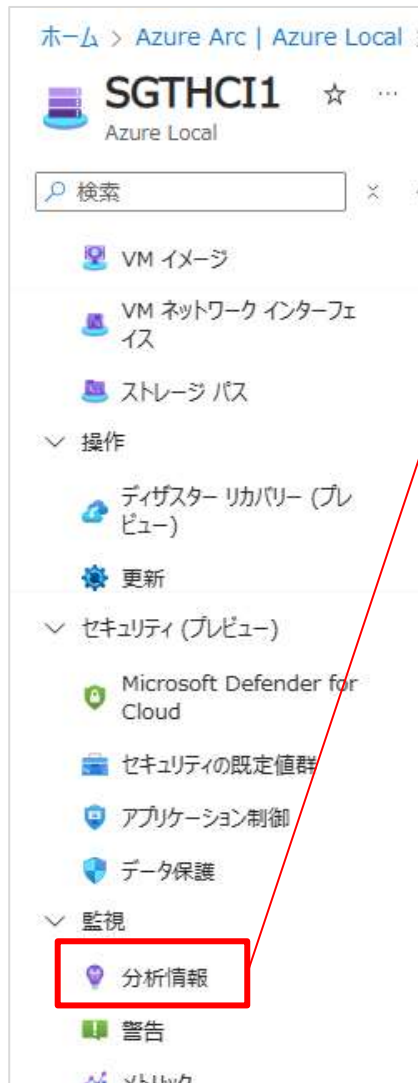 ホーム > Azure Arc | Azure Local
SGTHCI1
Azure Local
検索
VM イメージ
VM ネットワーク インターフェ
イス
ストレージ パス
操作
ディザスター リカバリー (プレ
ビュー)
更新
セキュリティ (プレビュー)
Microsoft Defender for
Cloud
セキュリティの既定値群
アプリケーション制御
データ保護
監視
分析情報
警告
メトリック